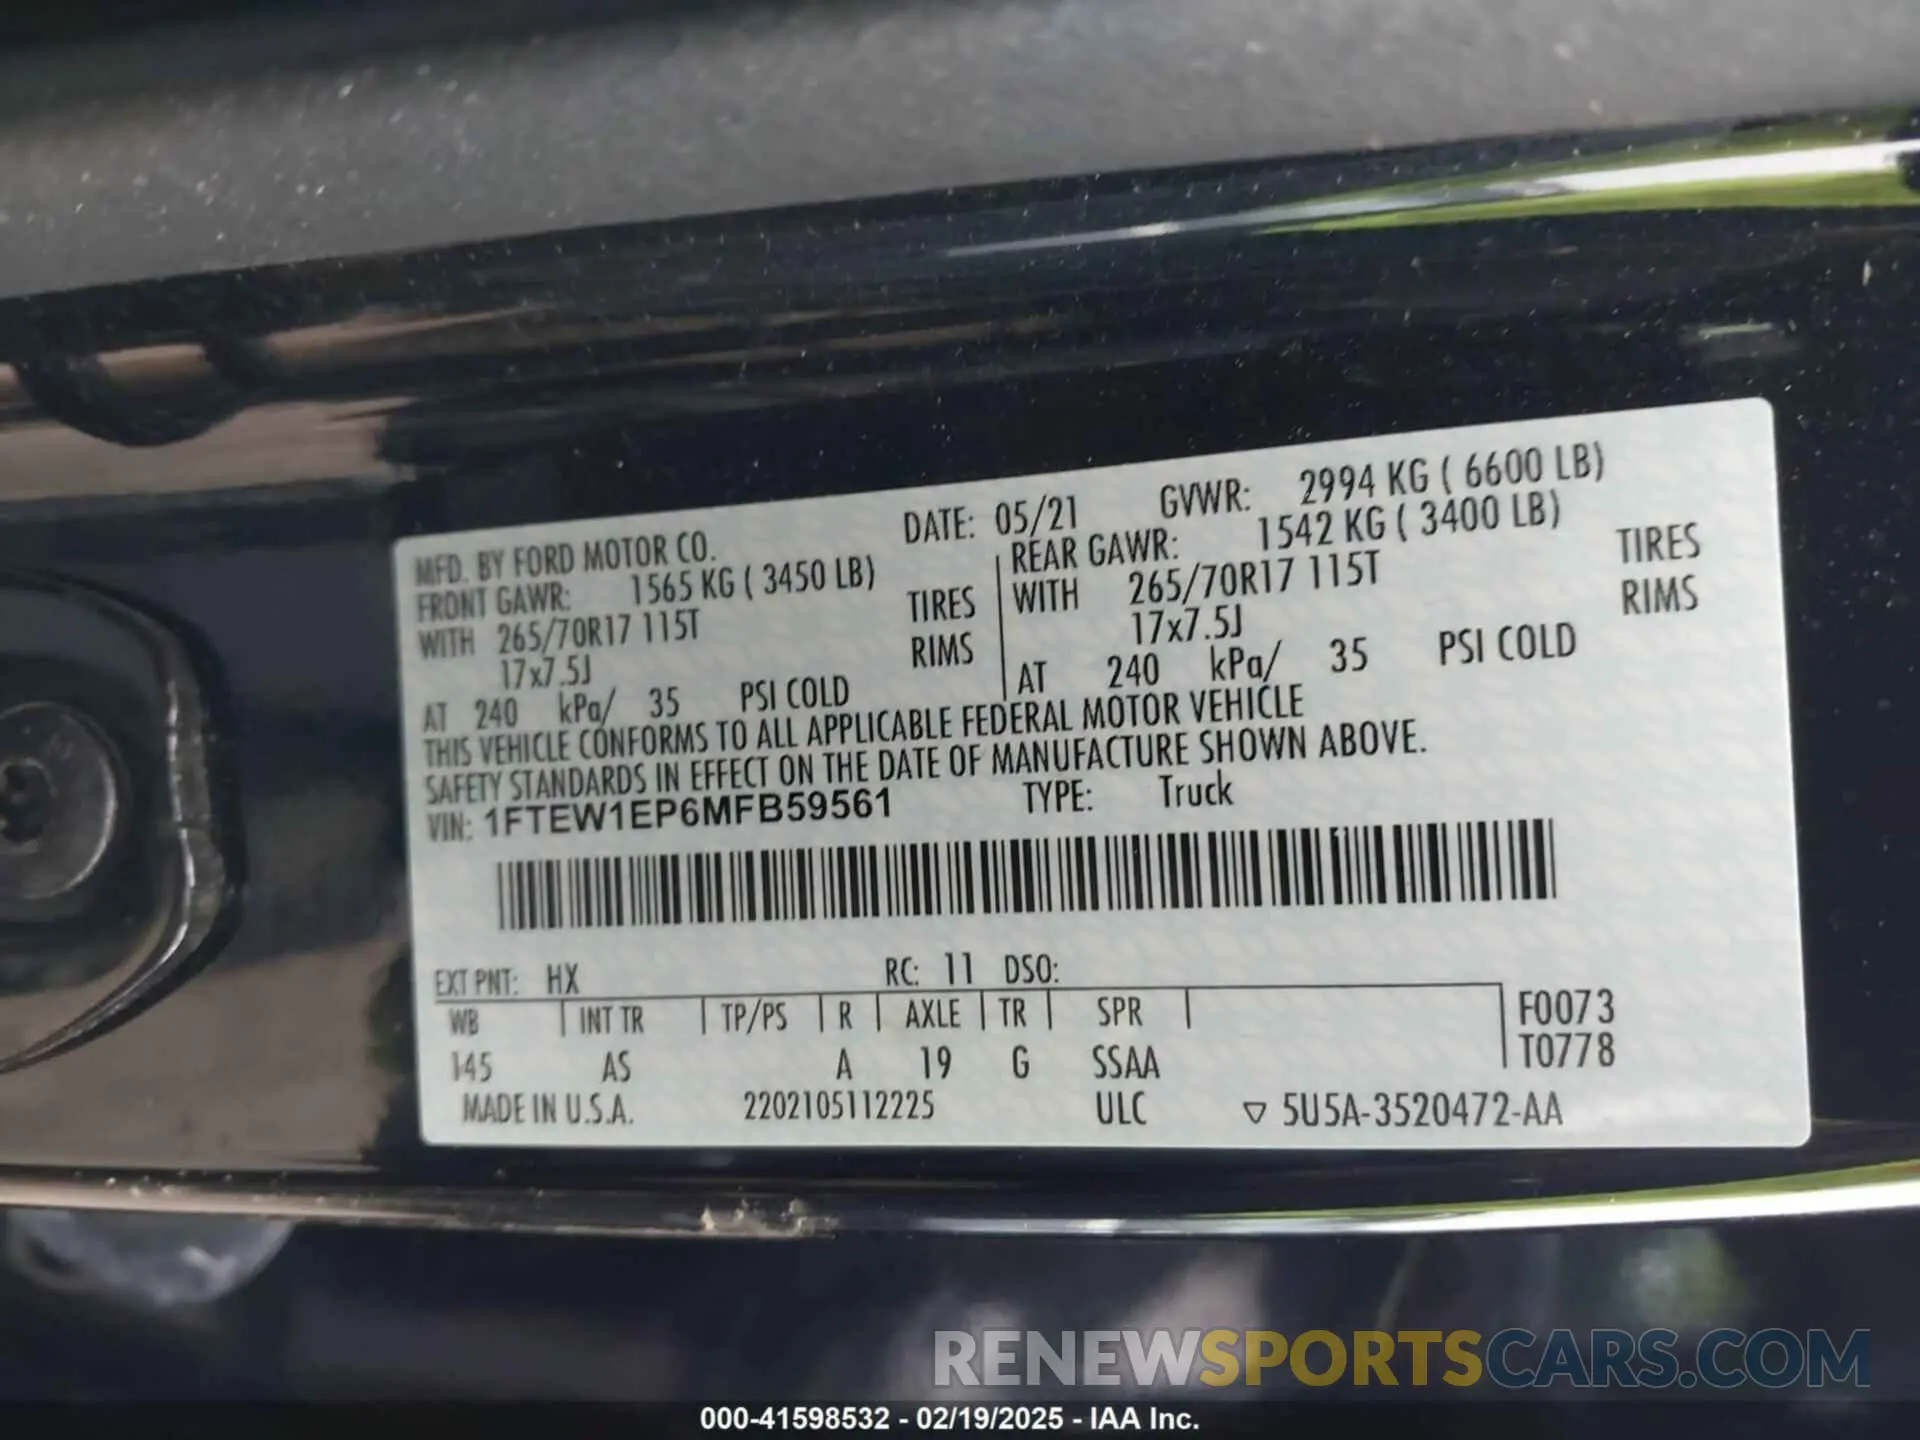 MFD. BY FORD MOTOR CO. DATE: 05/21 GVWR: 2994 KG ( 6600 LB)
FRONT GAWR: 1565 KG ( 3450 LB) REAR GAWR: 1542 KG ( 3400 LB)
WITH 265/70R17 115T TIRES WITH 265/70R17 115T TIRES
17x7.5J RIMS 17x7.5J RIMS
AT 240 kPa/ 35 PSI COLD AT 240 kPa/ 35 PSI COLD
THIS VEHICLE CONFORMS TO ALL APPLICABLE FEDERAL MOTOR VEHICLE
SAFETY STANDARDS IN EFFECT ON THE DATE OF MANUFACTURE SHOWN ABOVE.
VIN: 1FTEW1EP6MFB59561 TYPE: Truck
EXT PNT: HX RC: 11 DSO:
WB INT TR TP/PS R AXLE TR SPR F0073
145 AS A 19 G SSAA T0778
MADE IN U.S.A. 2202105112225 ULC ▽ 5U5A-3520472-AA
RENEWSPORTSCARS.COM
000-41598532 - 02/19/2025 - IAA Inc.